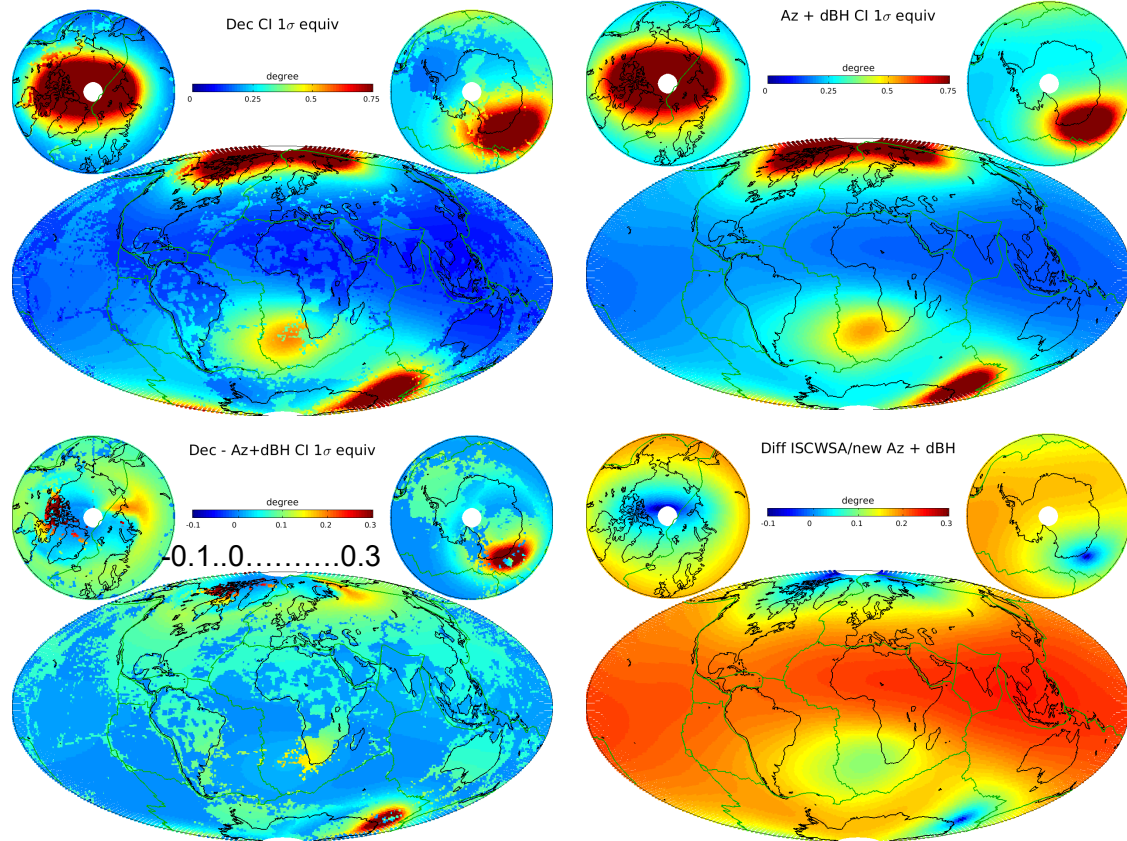 Dec CI 1σ equiv
degree
0 0.25 0.5 0.75
Az + dBH CI 1σ equiv
degree
0 0.25 0.5 0.75
Dec - Az+dBH CI 1σ equiv
degree
-0.1 0 0.1 0.2 0.3
-0.1..0..........0.3
Diff ISCWSA/new Az + dBH
degree
-0.1 0 0.1 0.2 0.3